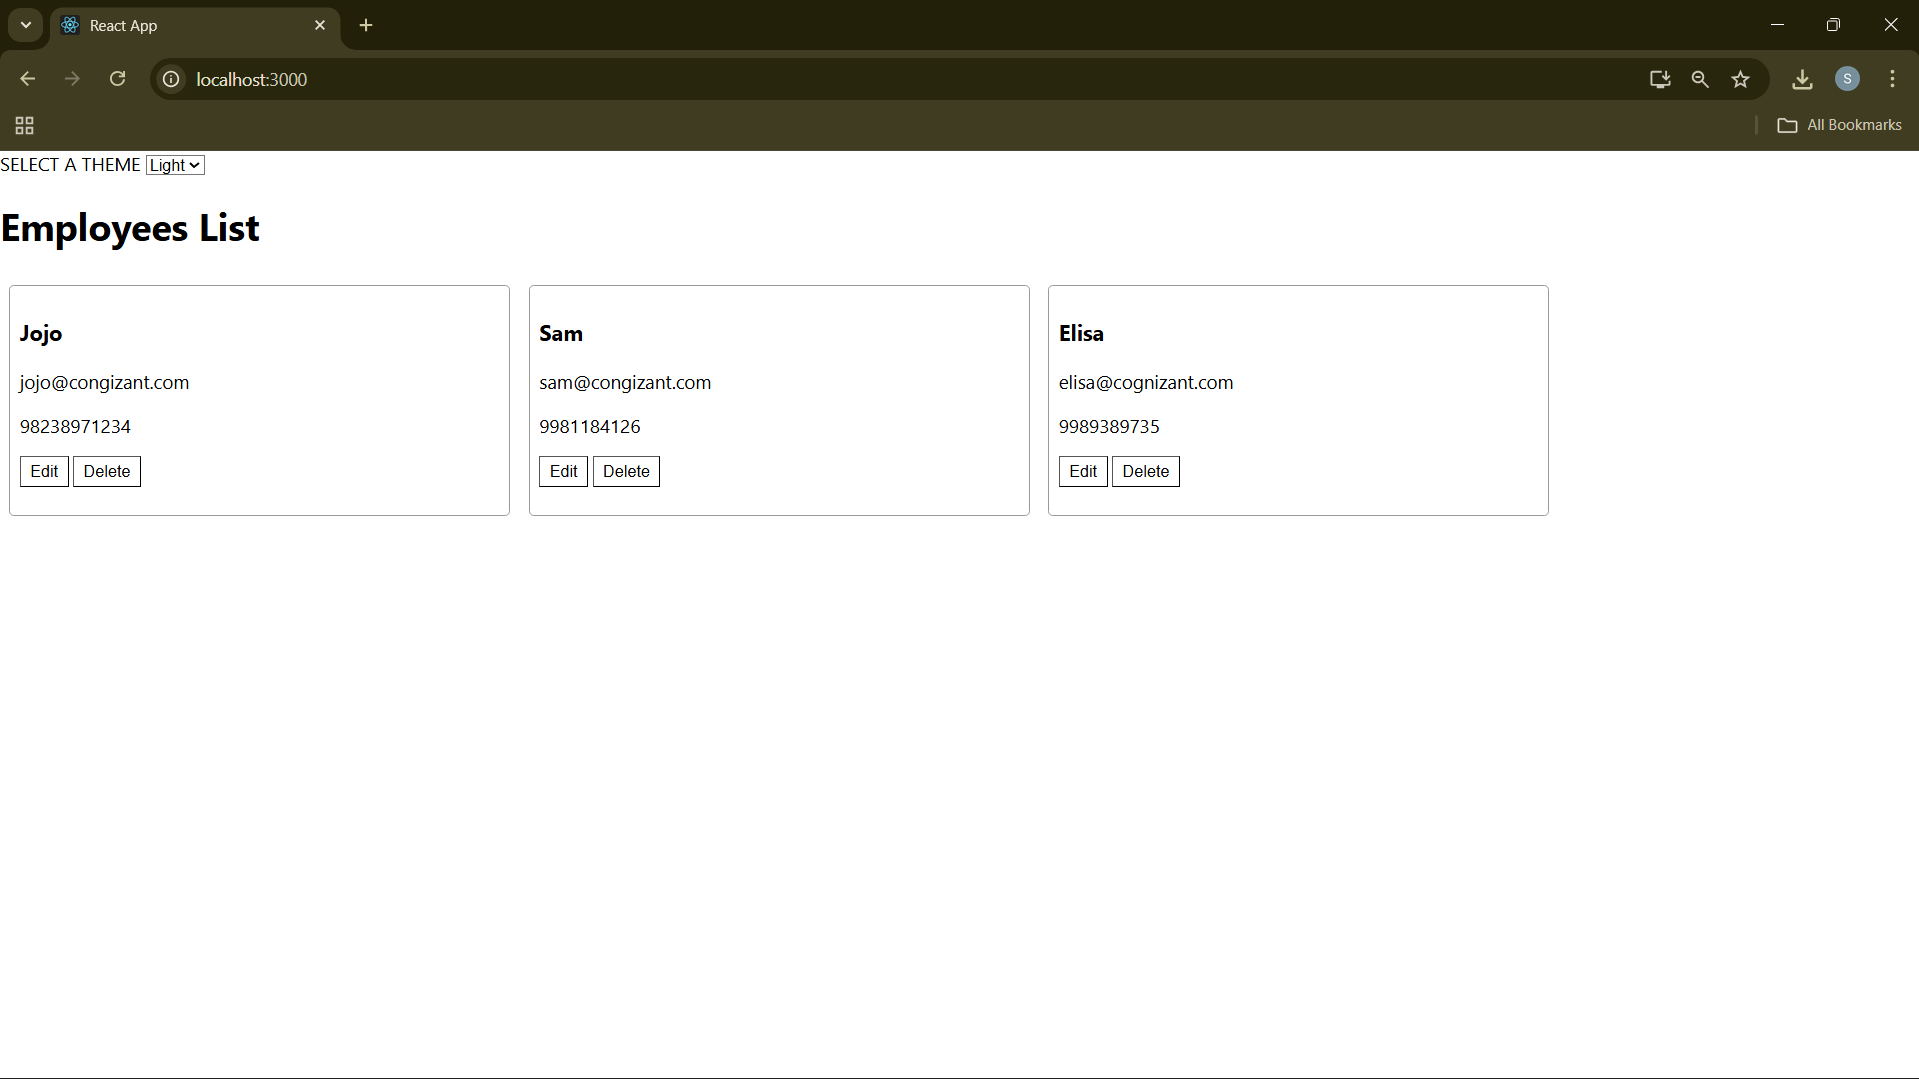 React App
localhost:3000
S
All Bookmarks
SELECT A THEME Light
Employees List
Jojo
jojo@congizant.com
98238971234
Edit Delete
Sam
sam@congizant.com
9981184126
Edit Delete
Elisa
elisa@cognizant.com
9989389735
Edit Delete